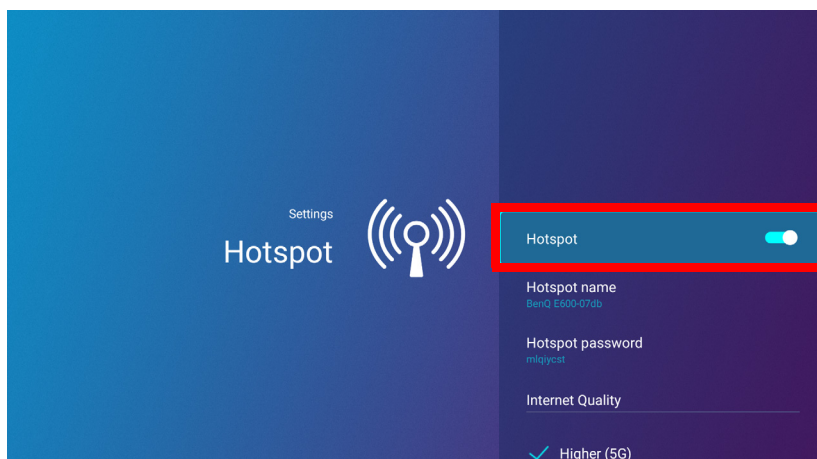 Settings
Hotspot
Hotspot
Hotspot name
BenQ E600-07db
Hotspot password
mlqiycst
Internet Quality
Higher (5G)